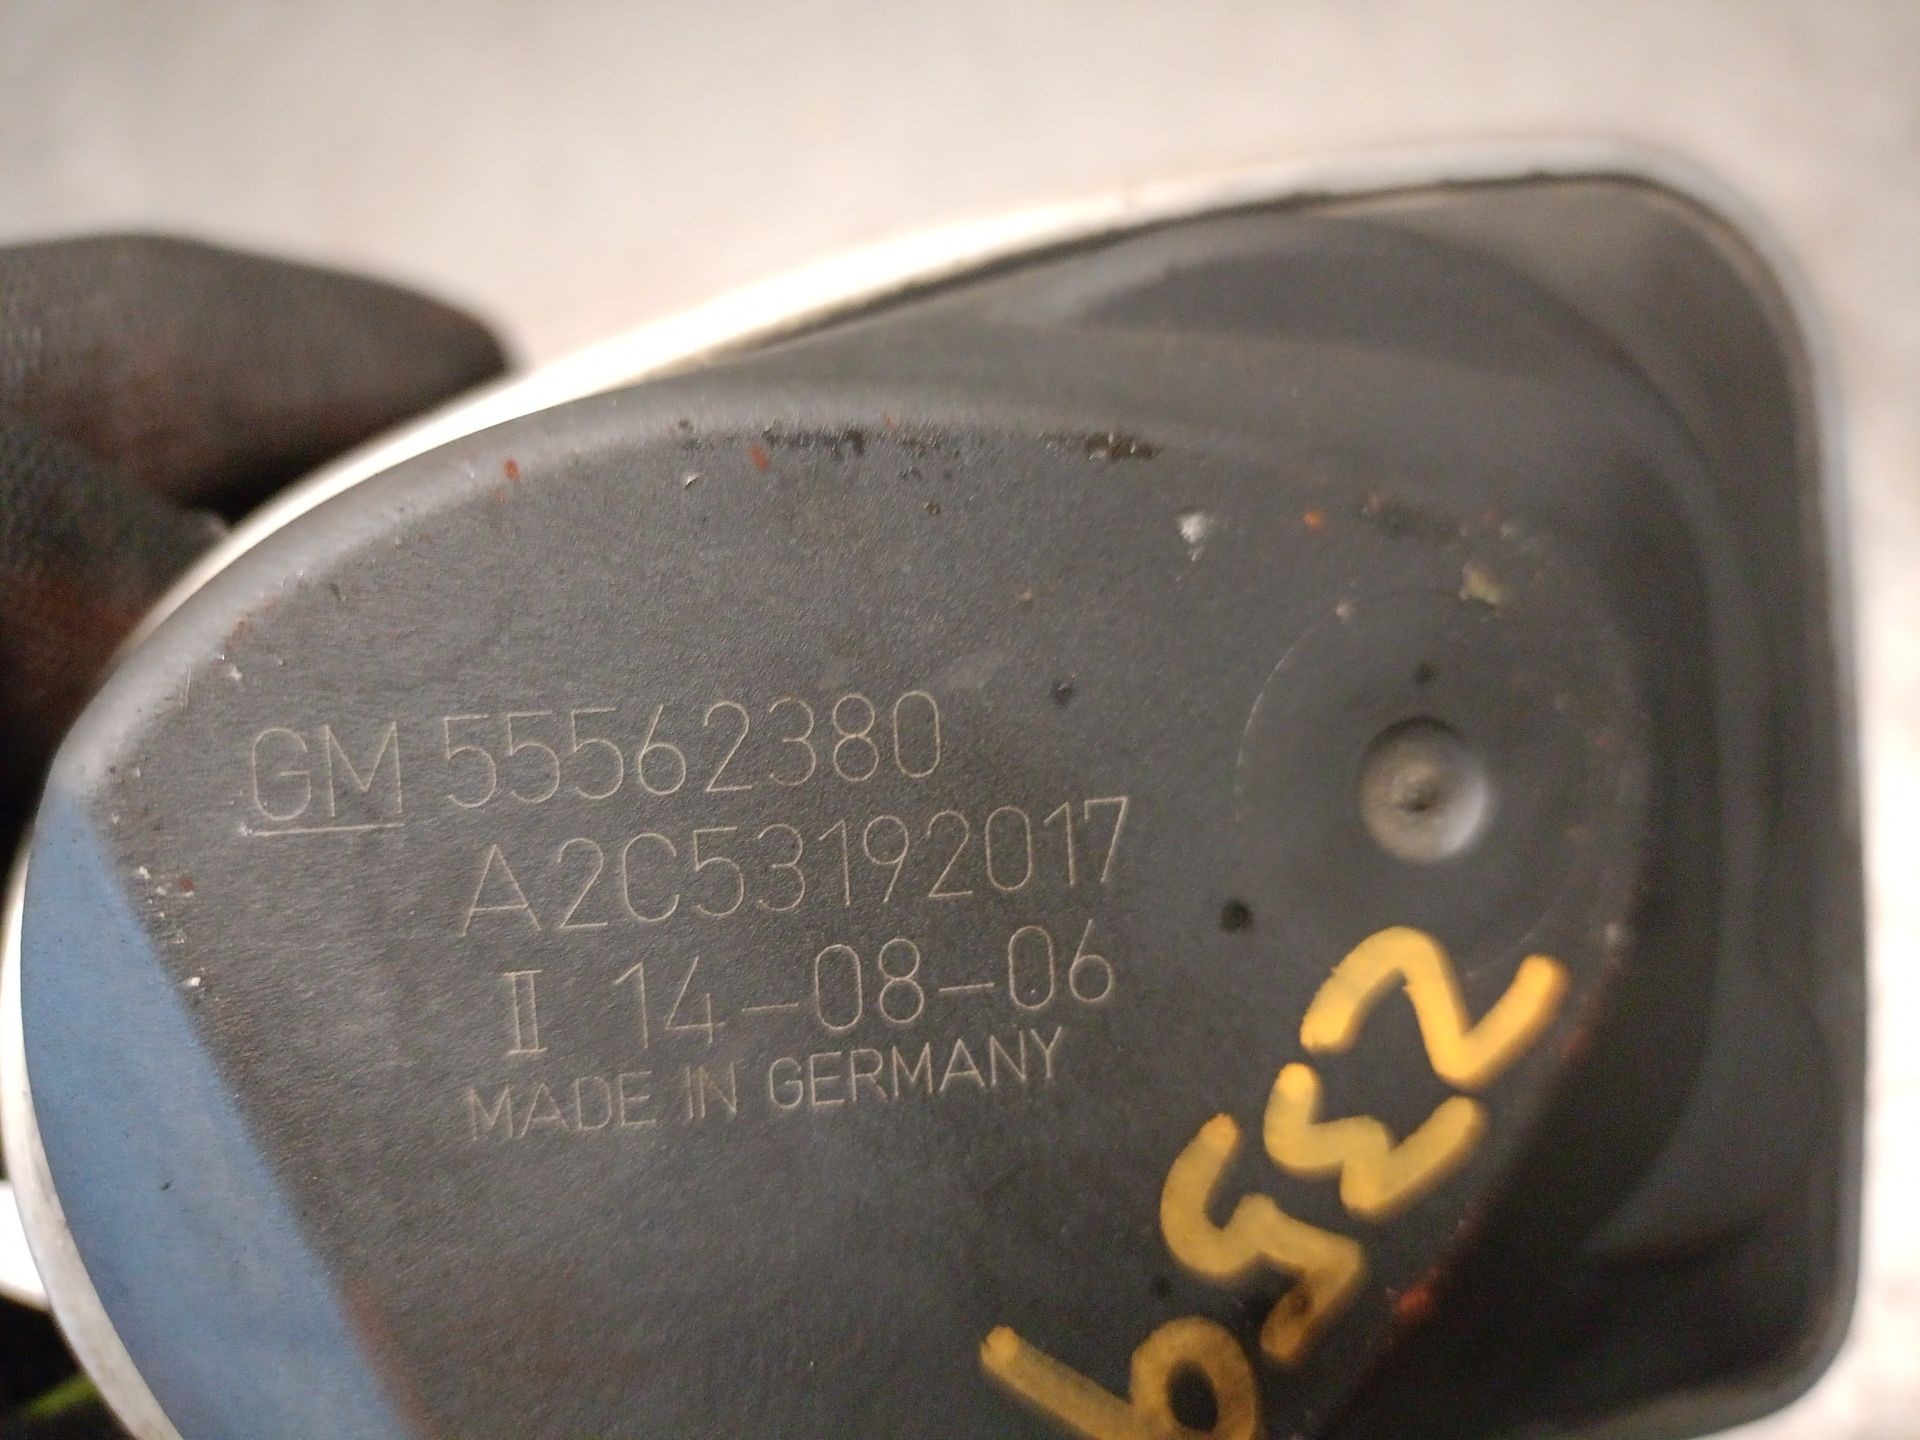 GM 55562380
A2C53192017
II 14-08-06
MADE IN GERMANY